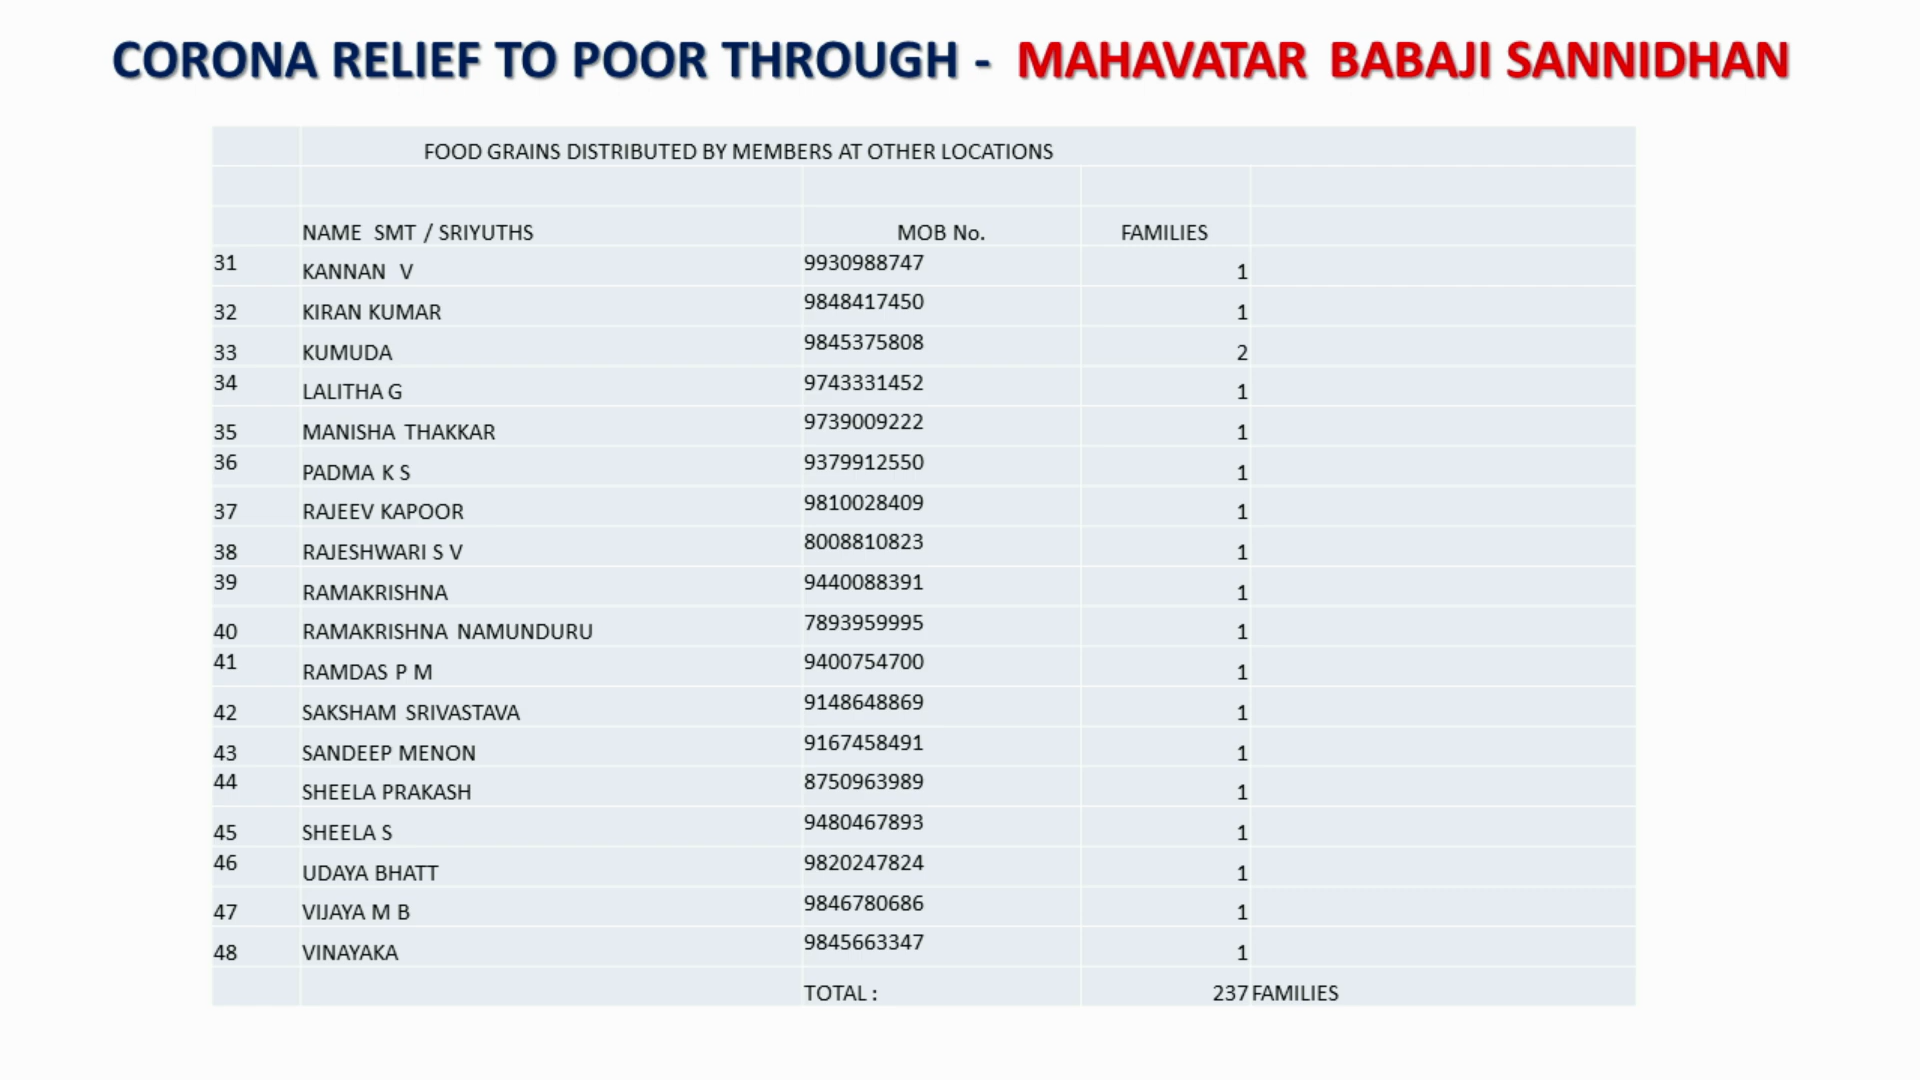 CORONA RELIEF TO POOR THROUGH - MAHAVATAR BABAJI SANNIDHAN
FOOD GRAINS DISTRIBUTED BY MEMBERS AT OTHER LOCATIONS
NAME SMT / SRIYUTHS MOB No. FAMILIES
31 KANNAN V 9930988747 1
32 KIRAN KUMAR 9848417450 1
33 KUMUDA 9845375808 2
34 LALITHA G 9743331452 1
35 MANISHA THAKKAR 9739009222 1
36 PADMA K S 9379912550 1
37 RAJEEV KAPOOR 9810028409 1
38 RAJESHWARI S V 8008810823 1
39 RAMAKRISHNA 9440088391 1
40 RAMAKRISHNA NAMUNDURU 7893959995 1
41 RAMDAS P M 9400754700 1
42 SAKSHAM SRIVASTAVA 9148648869 1
43 SANDEEP MENON 9167458491 1
44 SHEELA PRAKASH 8750963989 1
45 SHEELA S 9480467893 1
46 UDAYA BHATT 9820247824 1
47 VIJAYA M B 9846780686 1
48 VINAYAKA 9845663347 1
TOTAL : 237 FAMILIES